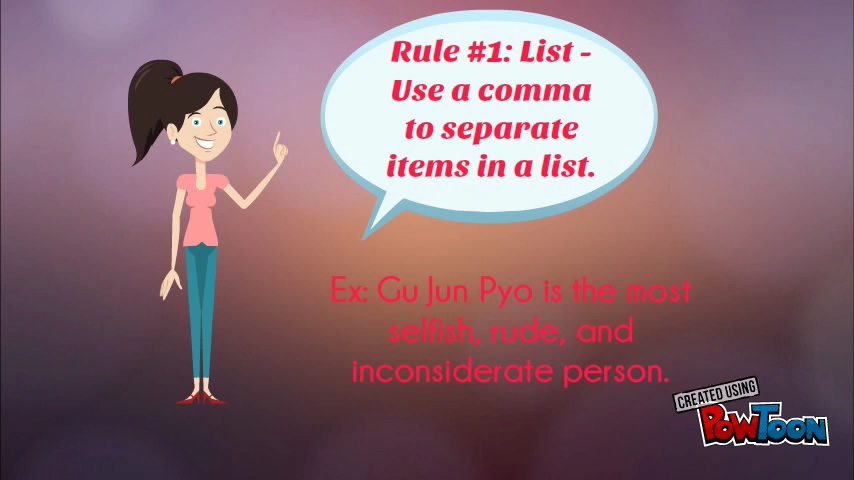 Rule #1: List -
Use a comma
to separate
items in a list.
Ex: Gu Jun Pyo is the most
selfish, rude, and
inconsiderate person.
CREATED USING
POWTOON